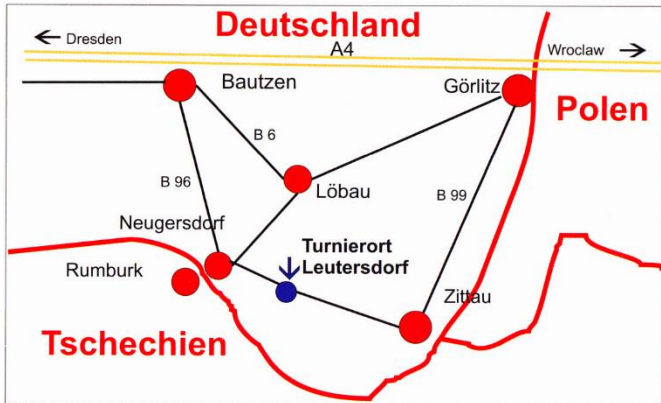 Deutschland
Dresden
A4
Wroclaw
Bautzen
Görlitz
Polen
B 6
B 96
Löbau
B 99
Neugersdorf
Turnierort
Leutersdorf
Rumburk
Zittau
Tschechien